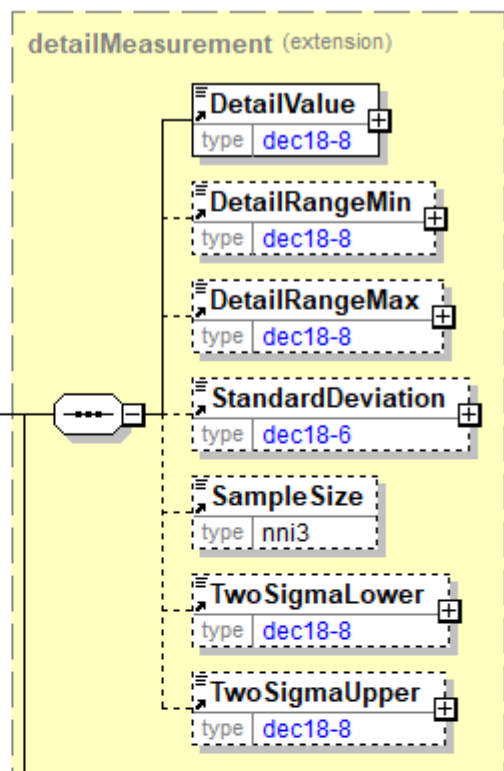 detailMeasurement (extension)
DetailValue
type dec18-8
DetailRangeMin
type dec18-8
DetailRangeMax
type dec18-8
StandardDeviation
type dec18-6
SampleSize
type nni3
TwoSigmaLower
type dec18-8
TwoSigmaUpper
type dec18-8